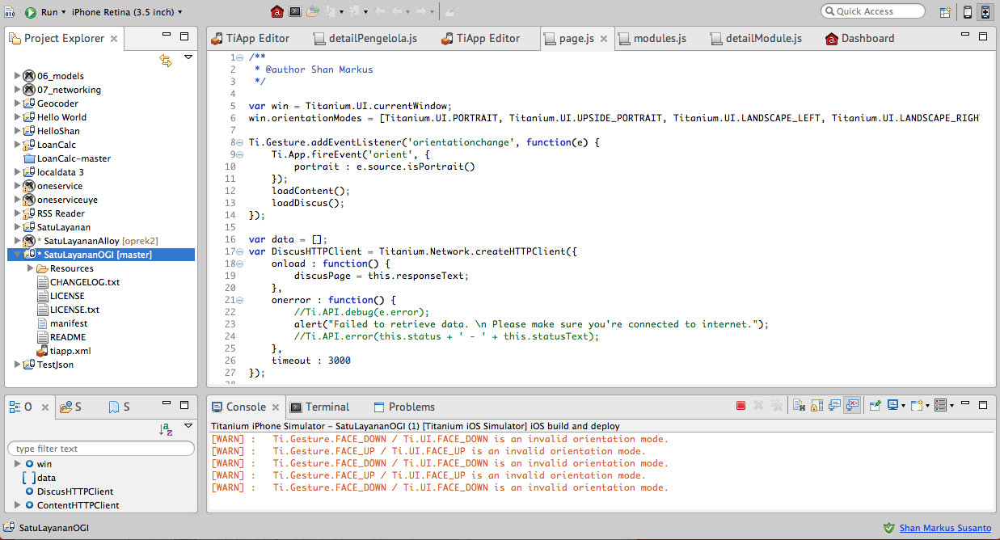 Run iPhone Retina (3.5 inch) Quick Access
Project Explorer
06_models
07_networking
Geocoder
Hello World
HelloShan
LoanCalc
LoanCalc-master
localdata 3
oneservice
oneserviceuye
RSS Reader
SatuLayanan
* SatuLayananAlloy [oprek2]
* SatuLayananOGI [master]
Resources
CHANGELOG.txt
LICENSE
LICENSE.txt
manifest
README
tiapp.xml
TestJson
TiApp Editor detailPengelola.js TiApp Editor page.js modules.js detailModule.js Dashboard
1 /**
2 * @author Shan Markus
3 */
4
5 var win = Titanium.UI.currentWindow;
6 win.orientationModes = [Titanium.UI.PORTRAIT, Titanium.UI.UPSIDE_PORTRAIT, Titanium.UI.LANDSCAPE_LEFT, Titanium.UI.LANDSCAPE_RIGH
7
8 Ti.Gesture.addEventListener('orientationchange', function(e) {
9 Ti.App.fireEvent('orient', {
10 portrait : e.source.isPortrait()
11 });
12 loadContent();
13 loadDiscus();
14 });
15
16 var data = [];
17 var DiscusHTTPClient = Titanium.Network.createHTTPClient({
18 onload : function() {
19 discusPage = this.responseText;
20 },
21 onerror : function() {
22 //Ti.API.debug(e.error);
23 alert("Failed to retrieve data. \n Please make sure you're connected to internet.");
24 //Ti.API.error(this.status + ' - ' + this.statusText);
25 },
26 timeout : 3000
27 });
O S S
type filter text
win
data
DiscusHTTPClient
ContentHTTPClient
Console Terminal Problems
Titanium iPhone Simulator - SatuLayananOGI (1) [Titanium iOS Simulator] iOS build and deploy
[WARN] : Ti.Gesture.FACE_DOWN / Ti.UI.FACE_DOWN is an invalid orientation mode.
[WARN] : Ti.Gesture.FACE_UP / Ti.UI.FACE_UP is an invalid orientation mode.
[WARN] : Ti.Gesture.FACE_DOWN / Ti.UI.FACE_DOWN is an invalid orientation mode.
[WARN] : Ti.Gesture.FACE_UP / Ti.UI.FACE_UP is an invalid orientation mode.
[WARN] : Ti.Gesture.FACE_DOWN / Ti.UI.FACE_DOWN is an invalid orientation mode.
SatuLayananOGI Shan Markus Susanto